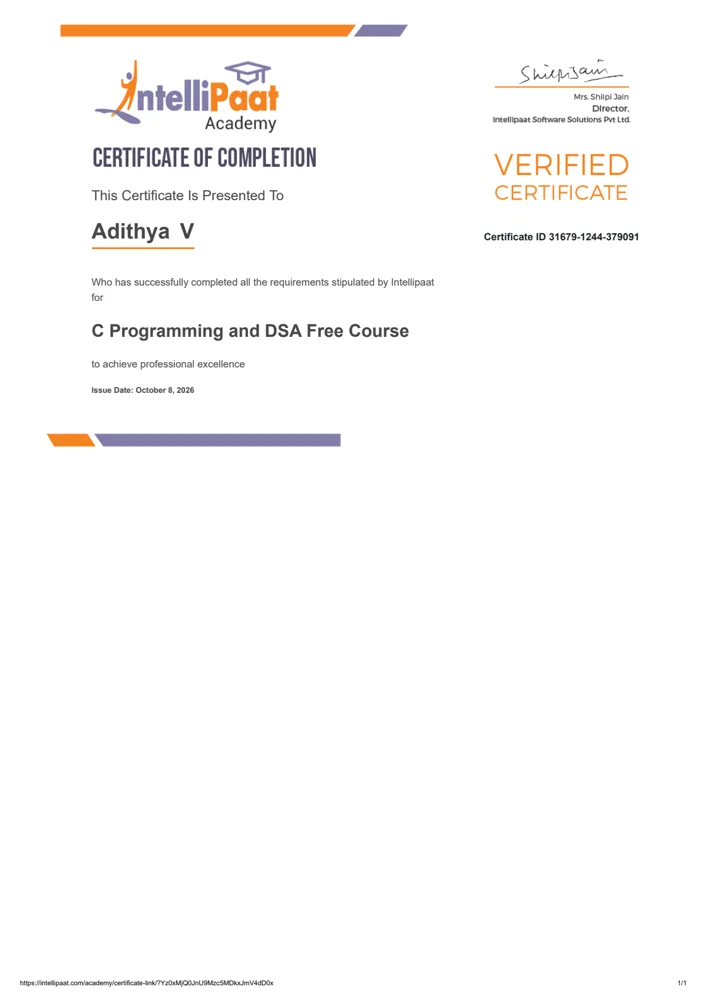 IntelliPaat
Academy
CERTIFICATE OF COMPLETION
This Certificate Is Presented To
Adithya V
Who has successfully completed all the requirements stipulated by Intellipaat
for
C Programming and DSA Free Course
to achieve professional excellence
Issue Date: October 8, 2026
Shilpi Jain
Mrs. Shilpi Jain
Director,
Intellipaat Software Solutions Pvt Ltd.
VERIFIED
CERTIFICATE
Certificate ID 31679-1244-379091
https://intellipaat.com/academy/certificate-link/?Yz0xMjQ0JnU9Mzc5MDkxJmV4dD0x
1/1